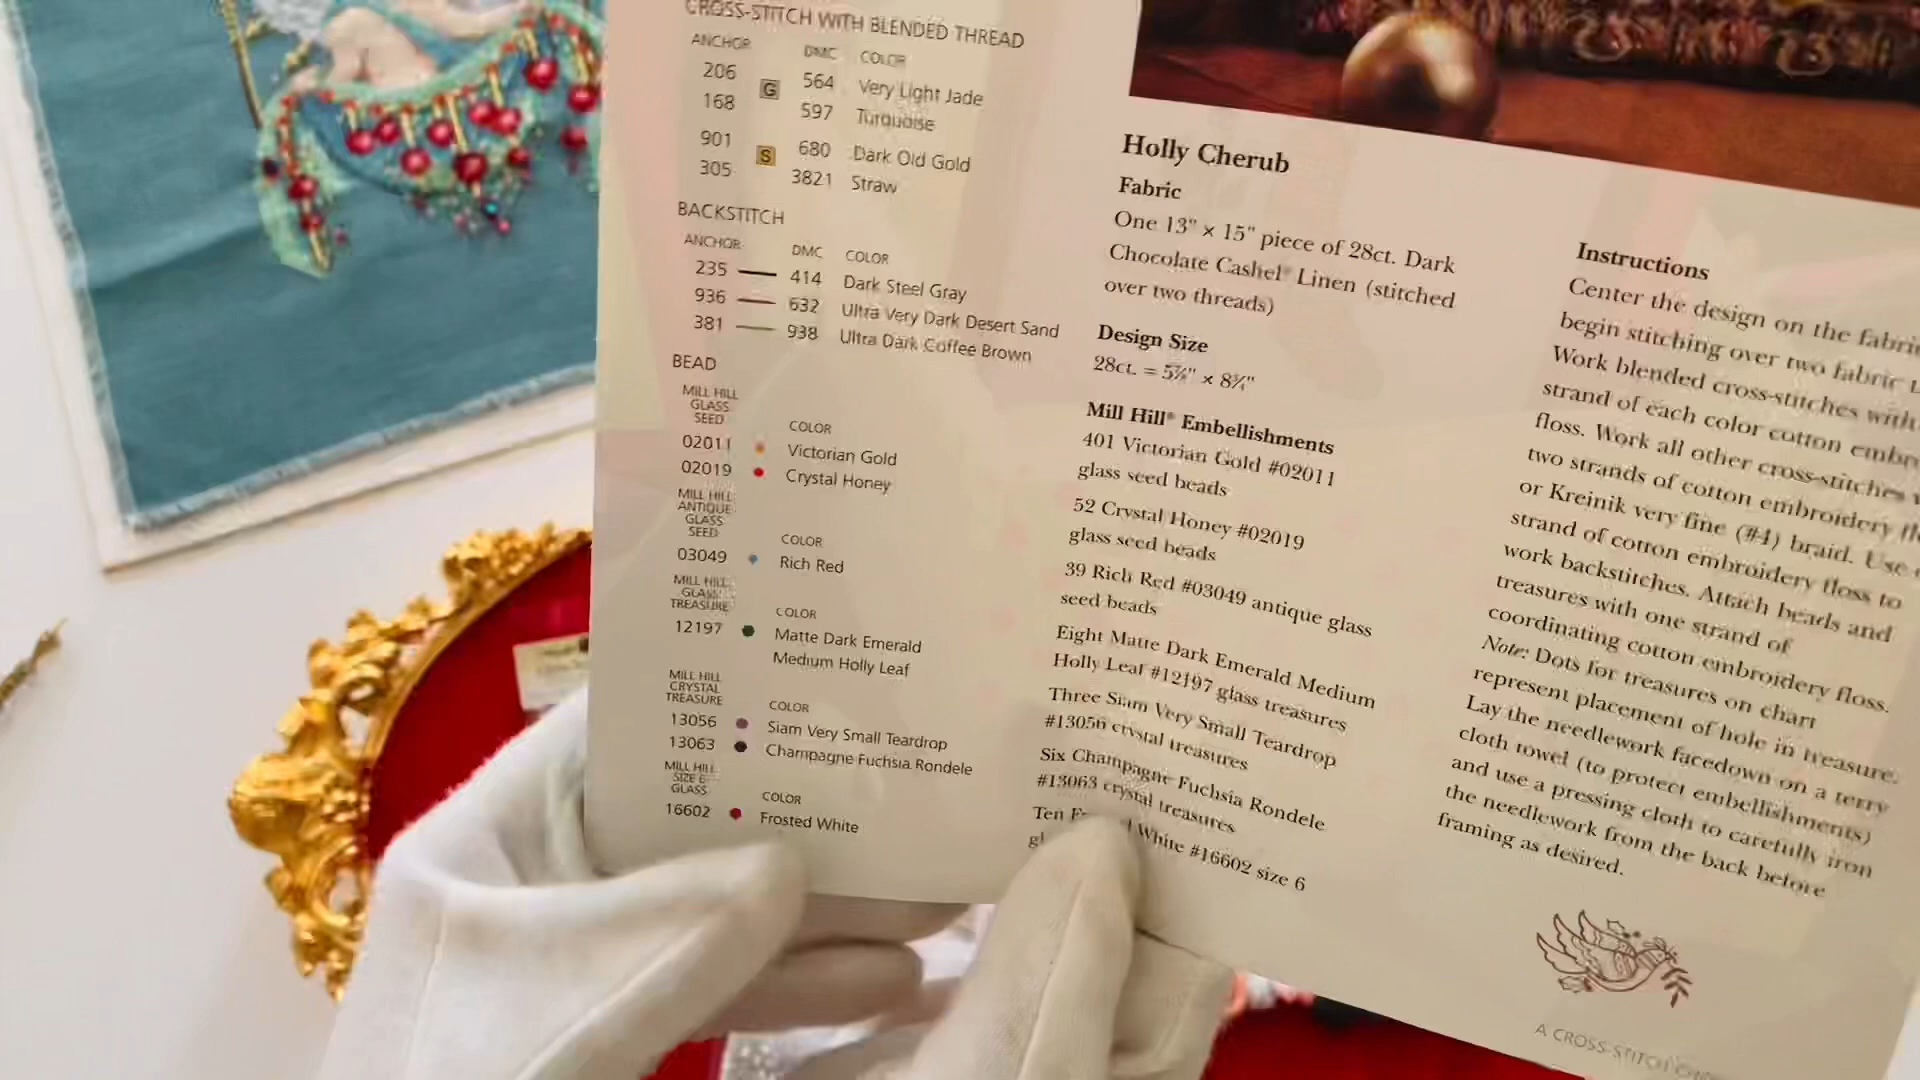 CROSS-STITCH WITH BLENDED THREAD
ANCHOR DMC COLOR
206 G 564 Very Light Jade
168 597 Turquoise
901 S 680 Dark Old Gold
305 3821 Straw
BACKSTITCH
ANCHOR DMC COLOR
235 414 Dark Steel Gray
936 632 Ultra Very Dark Desert Sand
381 938 Ultra Dark Coffee Brown
BEAD
MILL HILL
GLASS
SEED COLOR
02011 Victorian Gold
02019 Crystal Honey
MILL HILL
ANTIQUE
GLASS
SEED COLOR
03049 Rich Red
MILL HILL
GLASS
TREASURE COLOR
12197 Matte Dark Emerald
Medium Holly Leaf
MILL HILL
CRYSTAL
TREASURE COLOR
13056 Siam Very Small Teardrop
13063 Champagne Fuchsia Rondele
MILL HILL
SIZE 6
GLASS COLOR
16602 Frosted White
Holly Cherub
Fabric
One 13" × 15" piece of 28ct. Dark
Chocolate Cashel® Linen (stitched
over two threads)
Design Size
28ct. = 5⅞" × 8¾"
Mill Hill® Embellishments
401 Victorian Gold #02011
glass seed beads
52 Crystal Honey #02019
glass seed beads
39 Rich Red #03049 antique glass
seed beads
Eight Matte Dark Emerald Medium
Holly Leaf #12197 glass treasures
Three Siam Very Small Teardrop
#13056 crystal treasures
Six Champagne Fuchsia Rondele
#13063 crystal treasures
Ten White #16602 size 6
Instructions
Center the design on the fabric
begin stitching over two fabric
Work blended cross-stitches with
strand of each color cotton
floss. Work all other cross-stitches
two strands of cotton embroidery
or Kreinik very fine (#4) braid. Use
strand of cotton embroidery floss to
work backstitches. Attach beads and
treasures with one strand of
coordinating cotton embroidery floss.
Note: Dots for treasures on chart
represent placement of hole in treasure.
Lay the needlework facedown on a terry
cloth towel (to protect embellishments)
and use a pressing cloth to carefully iron
the needlework from the back before
framing as desired.
A CROSS-STITCH